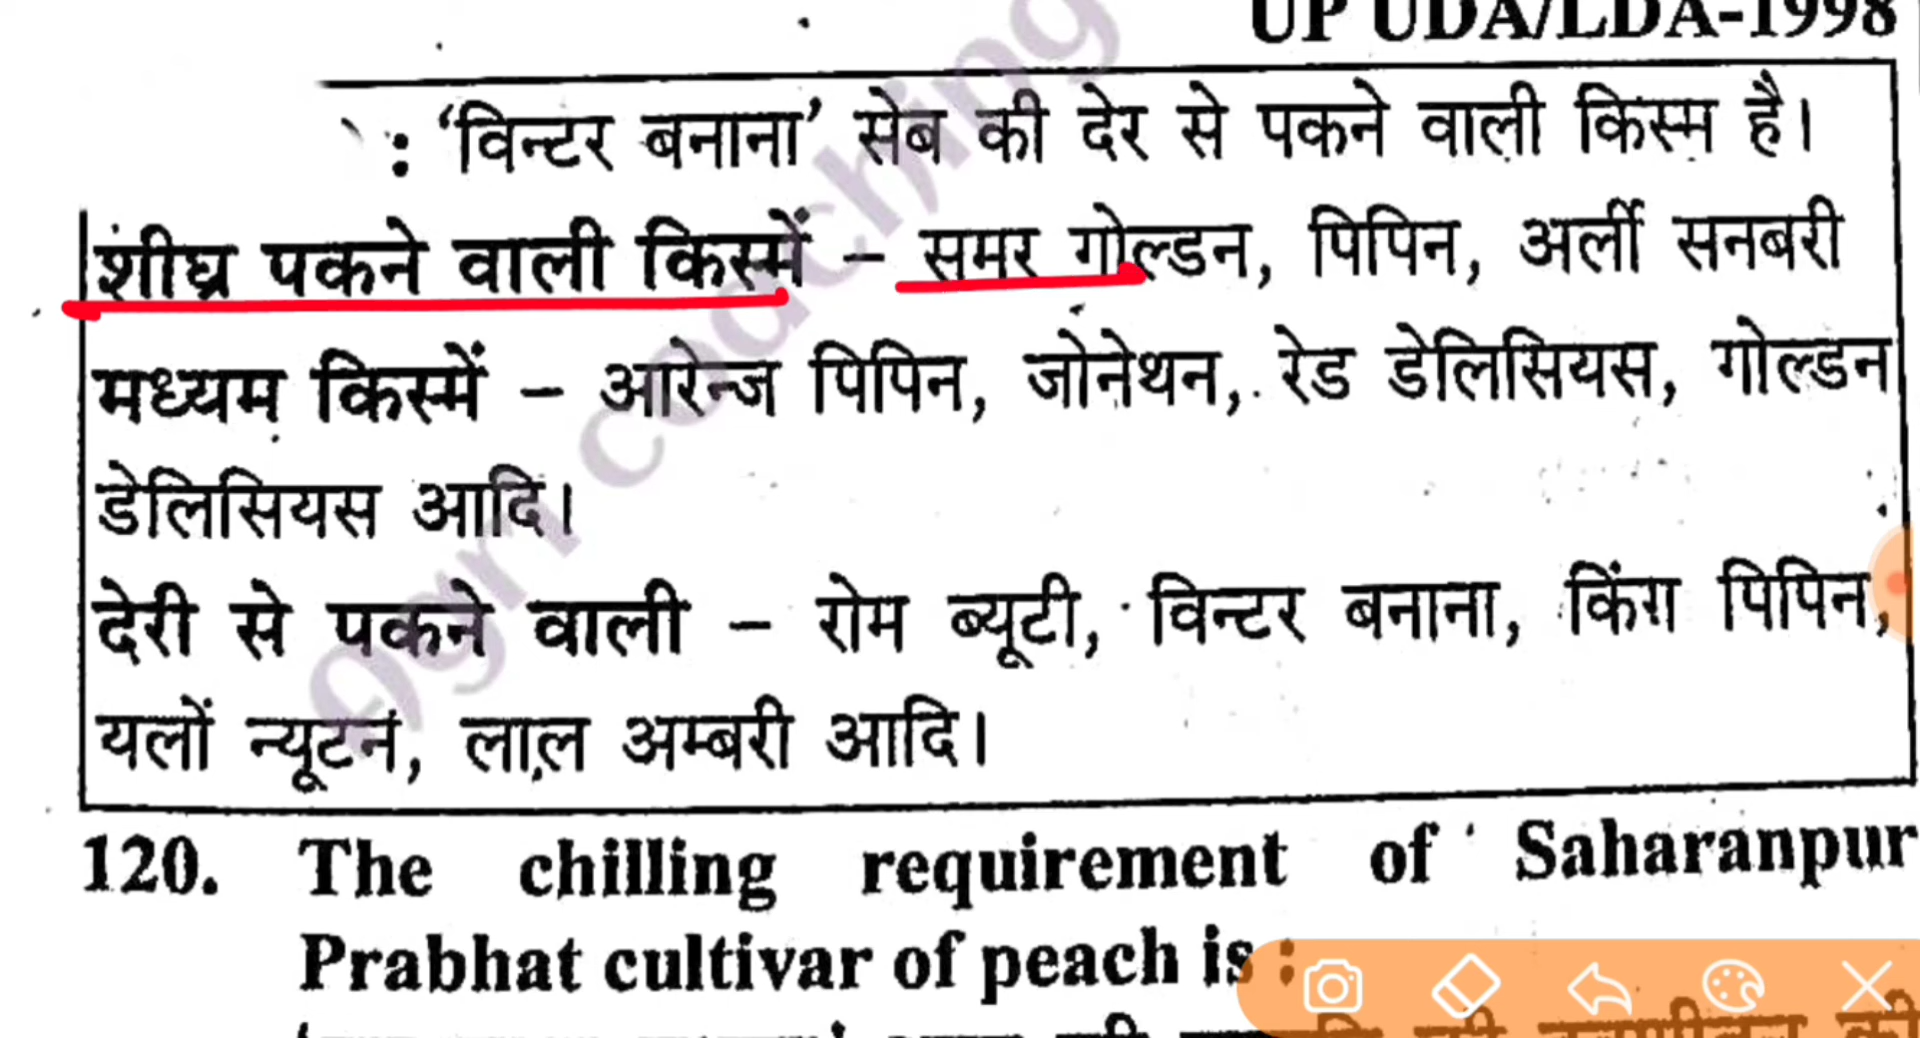 UP UDA/LDA-1998
: ‘विन्टर बनाना’ सेब की देर से पकने वाली किस्म है।
शीघ्र पकने वाली किस्में – समर गोल्डन, पिपिन, अर्ली सनबरी
मध्यम किस्में – आरेन्ज पिपिन, जोनेथन, रेड डेलिसियस, गोल्डन
डेलिसियस आदि।
देरी से पकने वाली – रोम ब्यूटी, विन्टर बनाना, किंग पिपिन,
यलों न्यूटन, लाल अम्बरी आदि।
Agri coaching
120. The chilling requirement of Saharanpur
Prabhat cultivar of peach is :